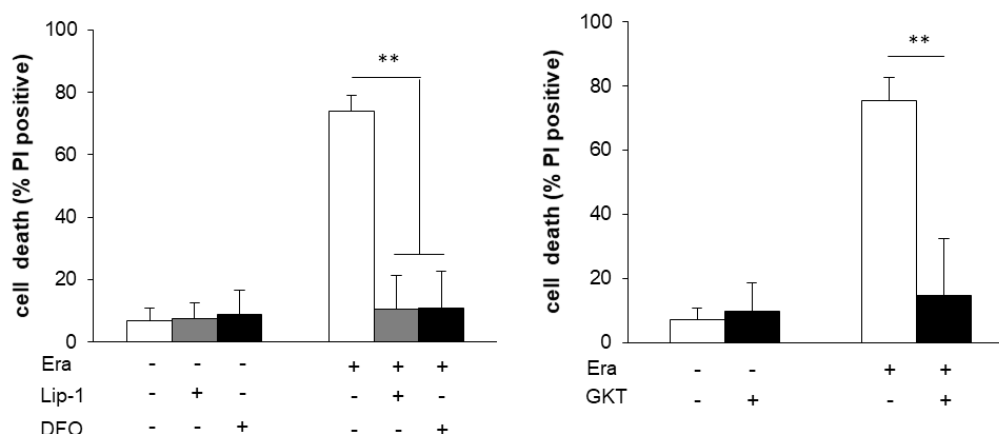 cell death (% PI positive)
100
80
60
40
20
0
**
Era - - - + + +
Lip-1 - + - - + -
DFO - - + - - +
cell death (% PI positive)
100
80
60
40
20
0
**
Era - - + +
GKT - + - +